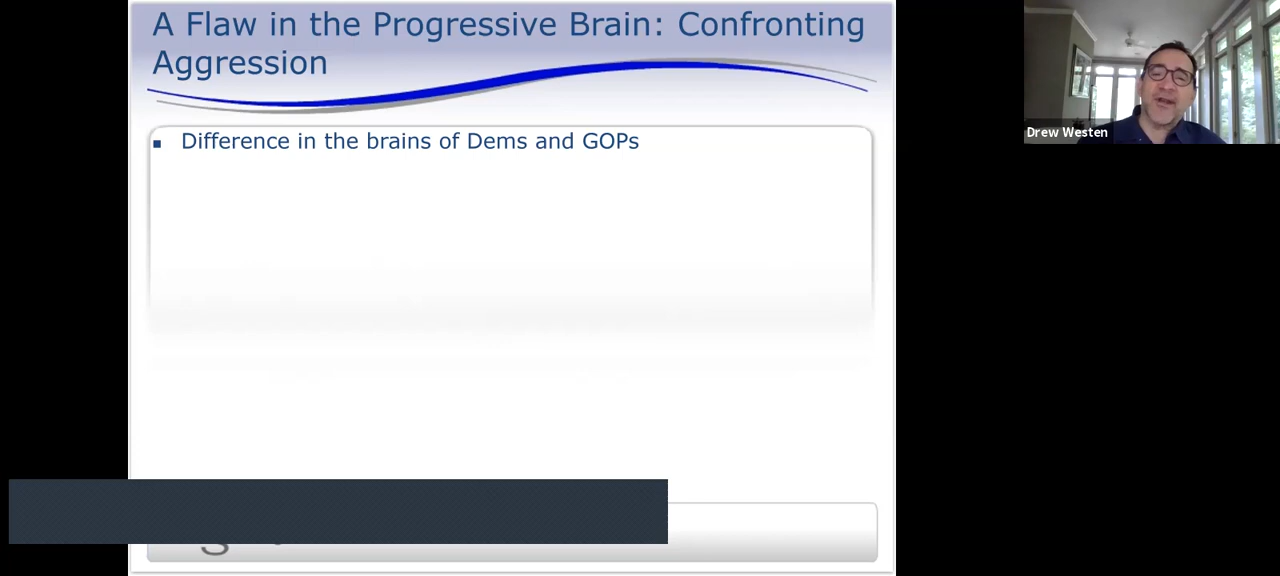 A Flaw in the Progressive Brain: Confronting
Aggression
Difference in the brains of Dems and GOPs
Drew Westen